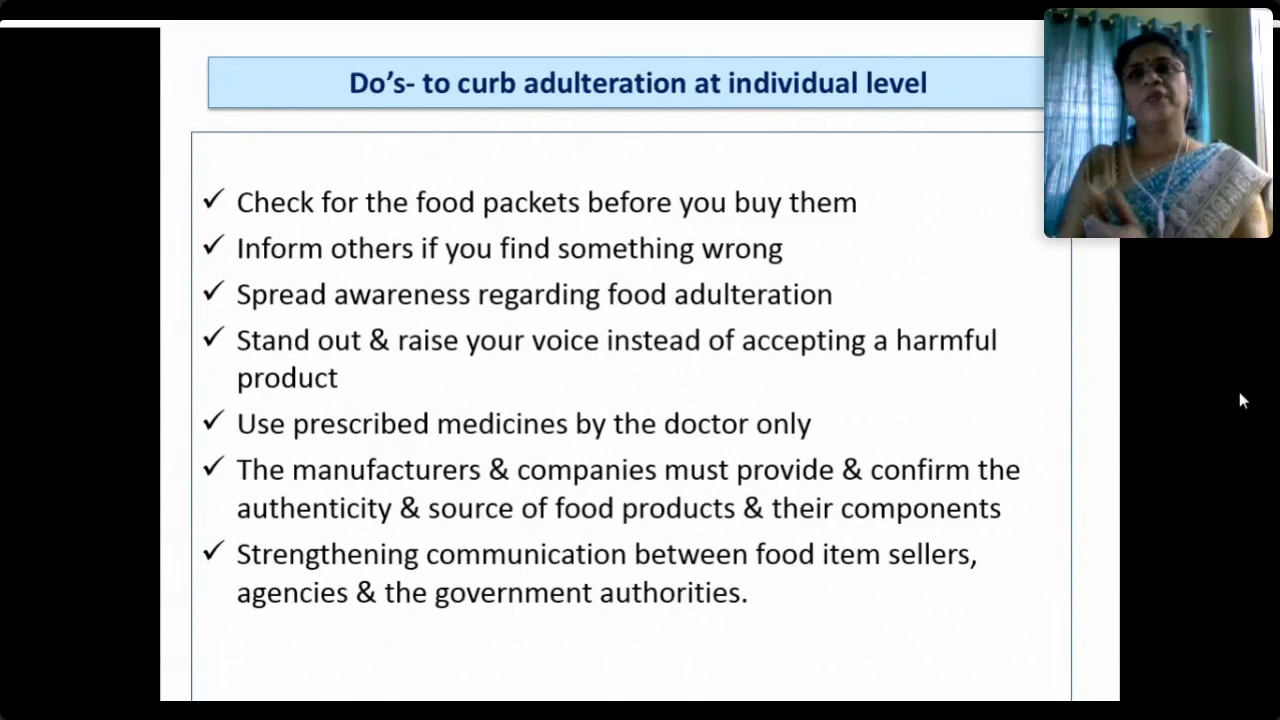 Do's- to curb adulteration at individual level
✓ Check for the food packets before you buy them
✓ Inform others if you find something wrong
✓ Spread awareness regarding food adulteration
✓ Stand out & raise your voice instead of accepting a harmful
product
✓ Use prescribed medicines by the doctor only
✓ The manufacturers & companies must provide & confirm the
authenticity & source of food products & their components
✓ Strengthening communication between food item sellers,
agencies & the government authorities.